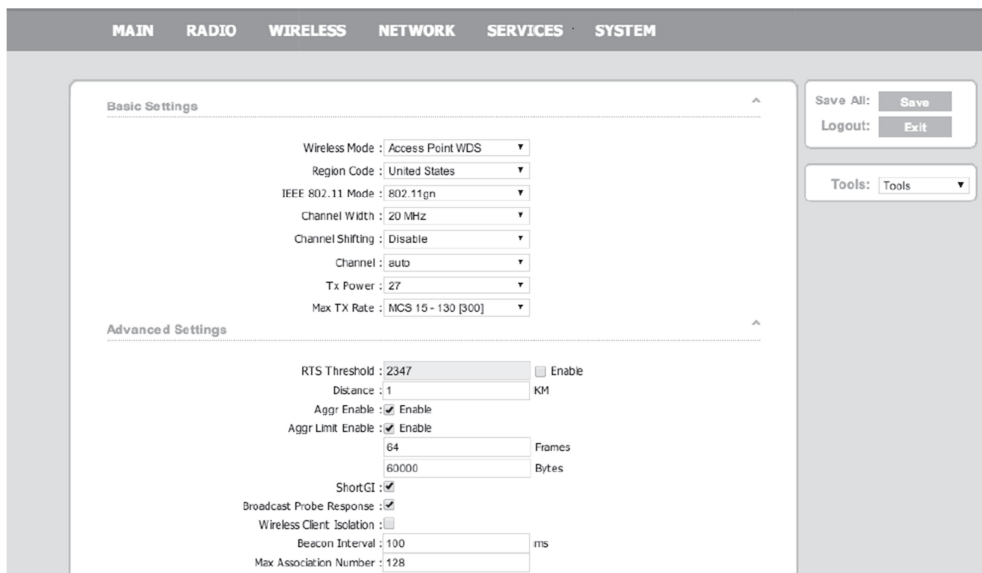 MAIN RADIO WIRELESS NETWORK SERVICES SYSTEM
Basic Settings
Wireless Mode : Access Point WDS
Region Code : United States
IEEE 802.11 Mode : 802.11gn
Channel Width : 20 MHz
Channel Shifting : Disable
Channel : auto
Tx Power : 27
Max TX Rate : MCS 15 - 130 [300]
Advanced Settings
RTS Threshold : 2347 Enable
Distance : 1 KM
Aggr Enable : Enable
Aggr Limit Enable : Enable
64 Frames
60000 Bytes
ShortGI :
Broadcast Probe Response :
Wireless Client Isolation :
Beacon Interval : 100 ms
Max Association Number : 128
Save All: Save
Logout: Exit
Tools: Tools